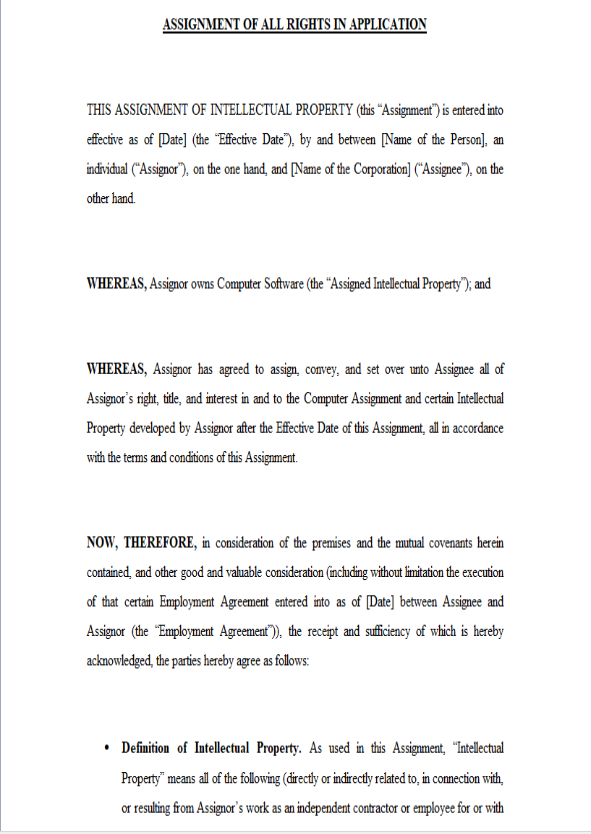 ASSIGNMENT OF ALL RIGHTS IN APPLICATION
THIS ASSIGNMENT OF INTELLECTUAL PROPERTY (this “Assignment”) is entered into
effective as of [Date] (the “Effective Date”), by and between [Name of the Person], an
individual (“Assignor”), on the one hand, and [Name of the Corporation] (“Assignee”), on the
other hand.
WHEREAS, Assignor owns Computer Software (the “Assigned Intellectual Property”); and
WHEREAS, Assignor has agreed to assign, convey, and set over unto Assignee all of
Assignor’s right, title, and interest in and to the Computer Assignment and certain Intellectual
Property developed by Assignor after the Effective Date of this Assignment, all in accordance
with the terms and conditions of this Assignment.
NOW, THEREFORE, in consideration of the premises and the mutual covenants herein
contained, and other good and valuable consideration (including without limitation the execution
of that certain Employment Agreement entered into as of [Date] between Assignee and
Assignor (the “Employment Agreement”)), the receipt and sufficiency of which is hereby
acknowledged, the parties hereby agree as follows:
• Definition of Intellectual Property. As used in this Assignment, “Intellectual
Property” means all of the following (directly or indirectly related to, in connection with,
or resulting from Assignor’s work as an independent contractor or employee for or with